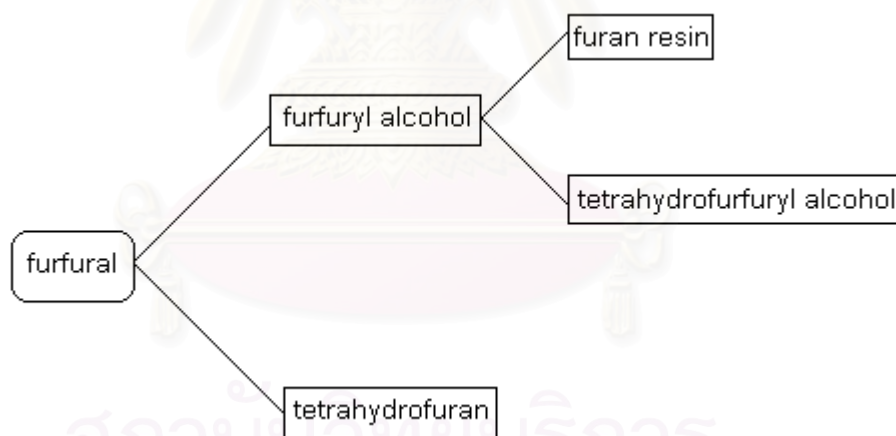 furan resin
furfuryl alcohol
tetrahydrofurfuryl alcohol
furfural
tetrahydrofuran